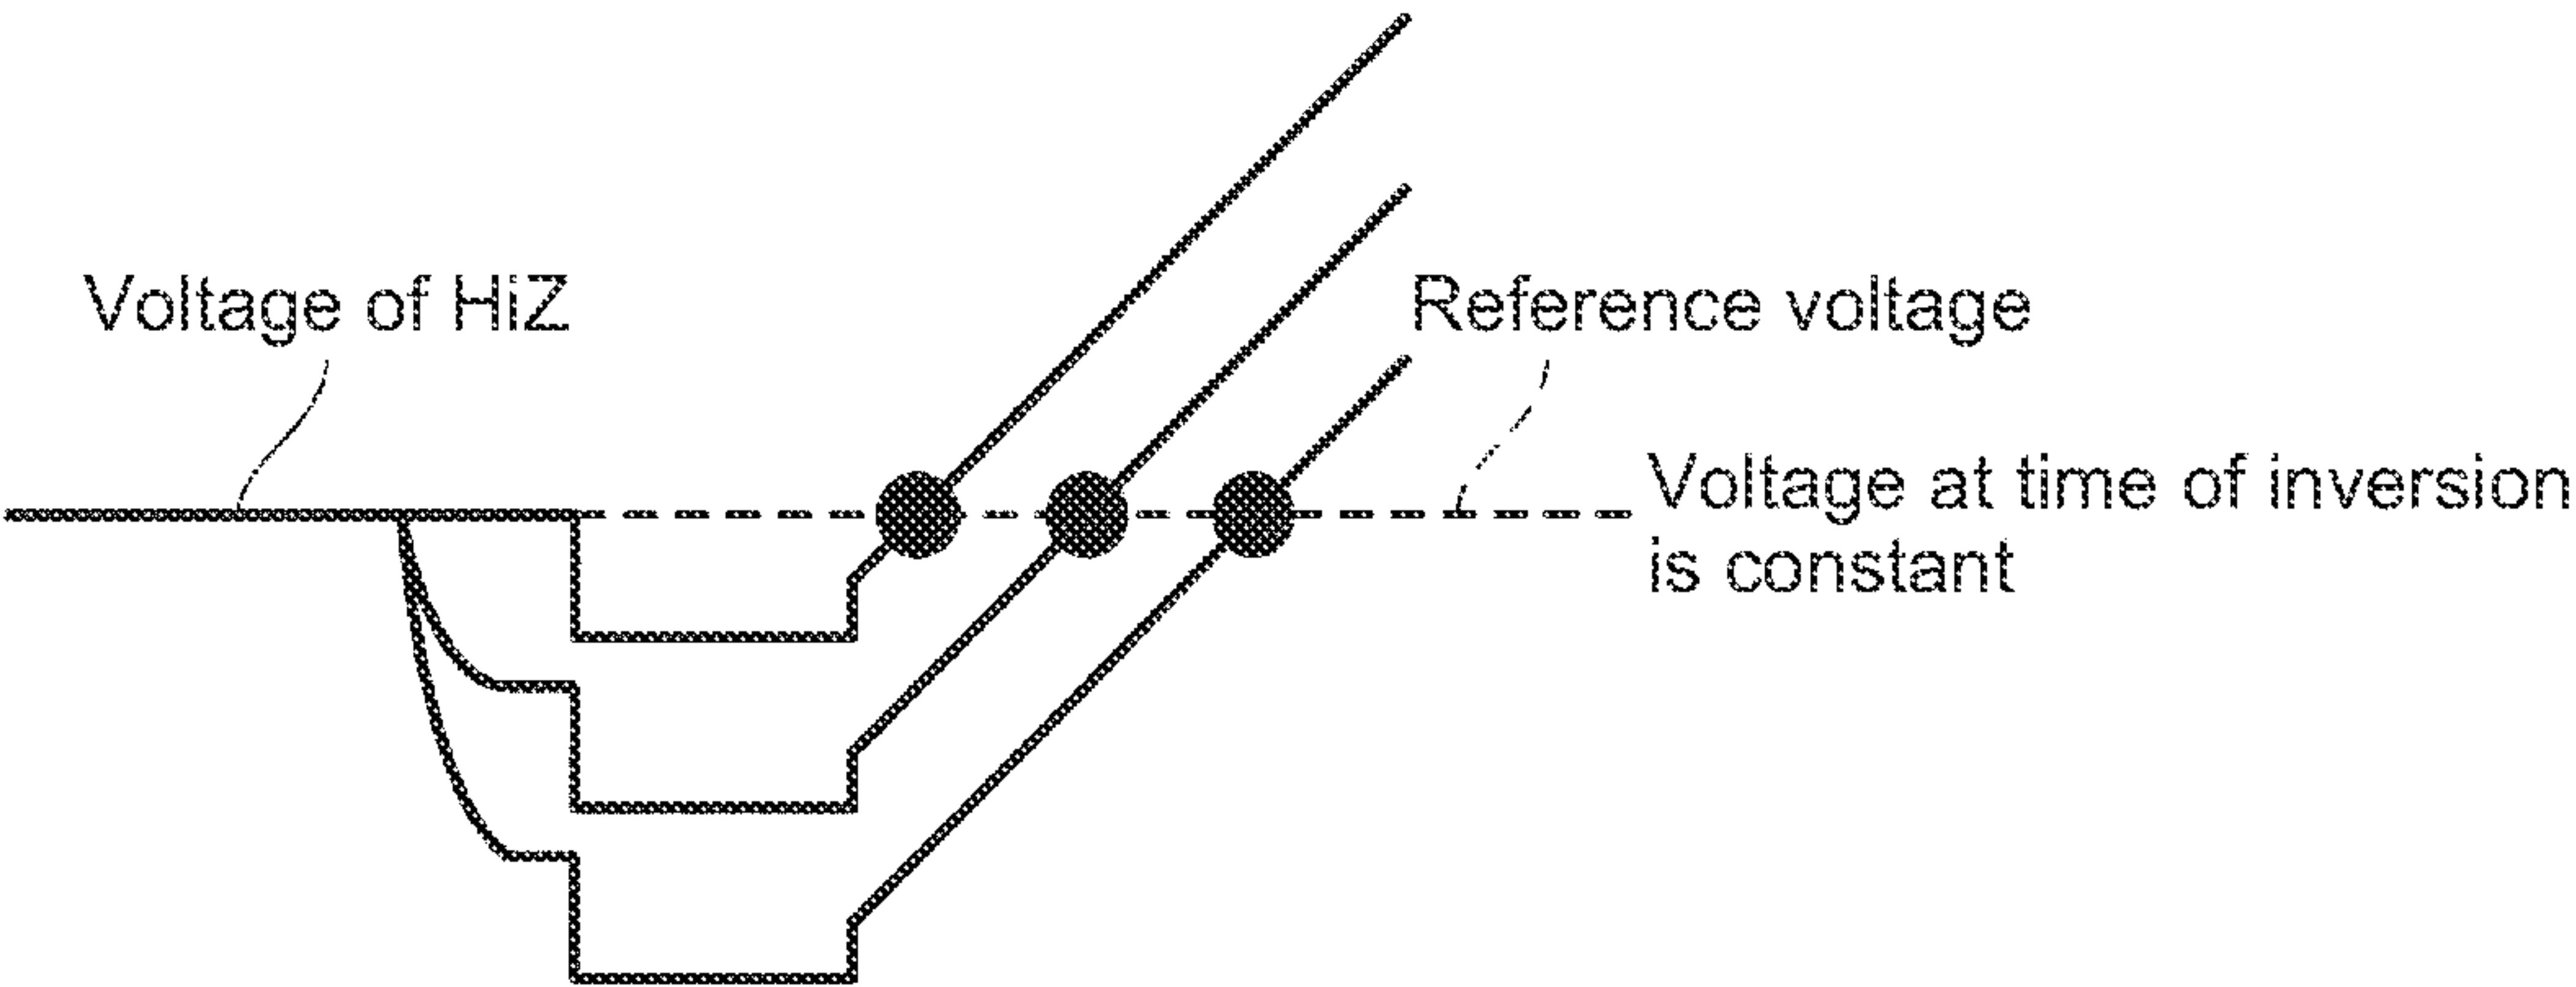 Voltage of HiZ
Reference voltage
Voltage at time of inversion
is constant